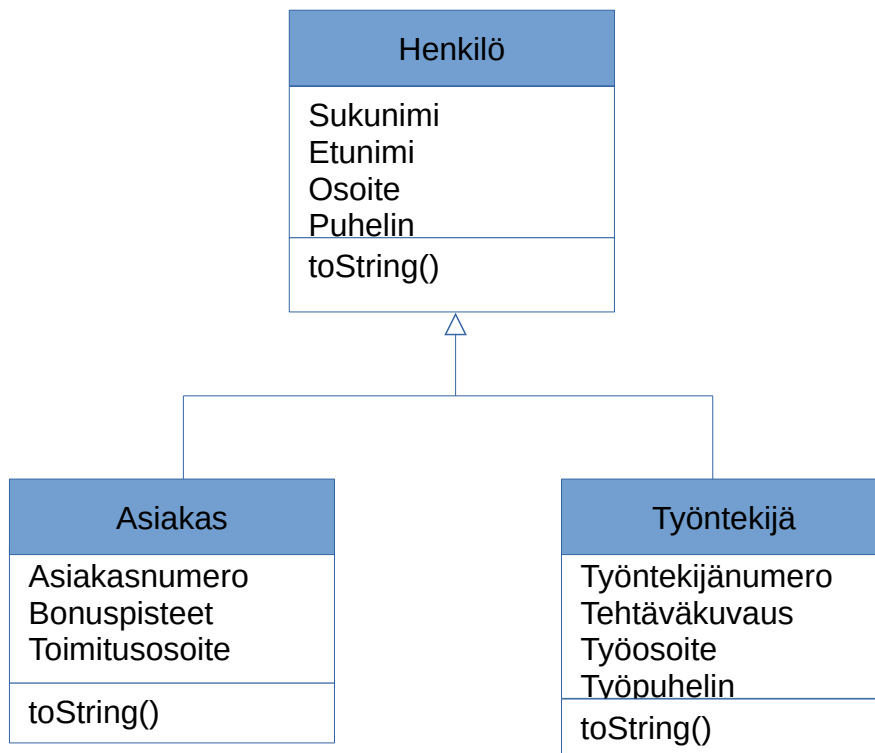 Henkilö
Sukunimi
Etunimi
Osoite
Puhelin
toString()
Asiakas
Asiakasnumero
Bonuspisteet
Toimitusosoite
toString()
Työntekijä
Työntekijänumero
Tehtäväkuvaus
Työosoite
Työpuhelin
toString()